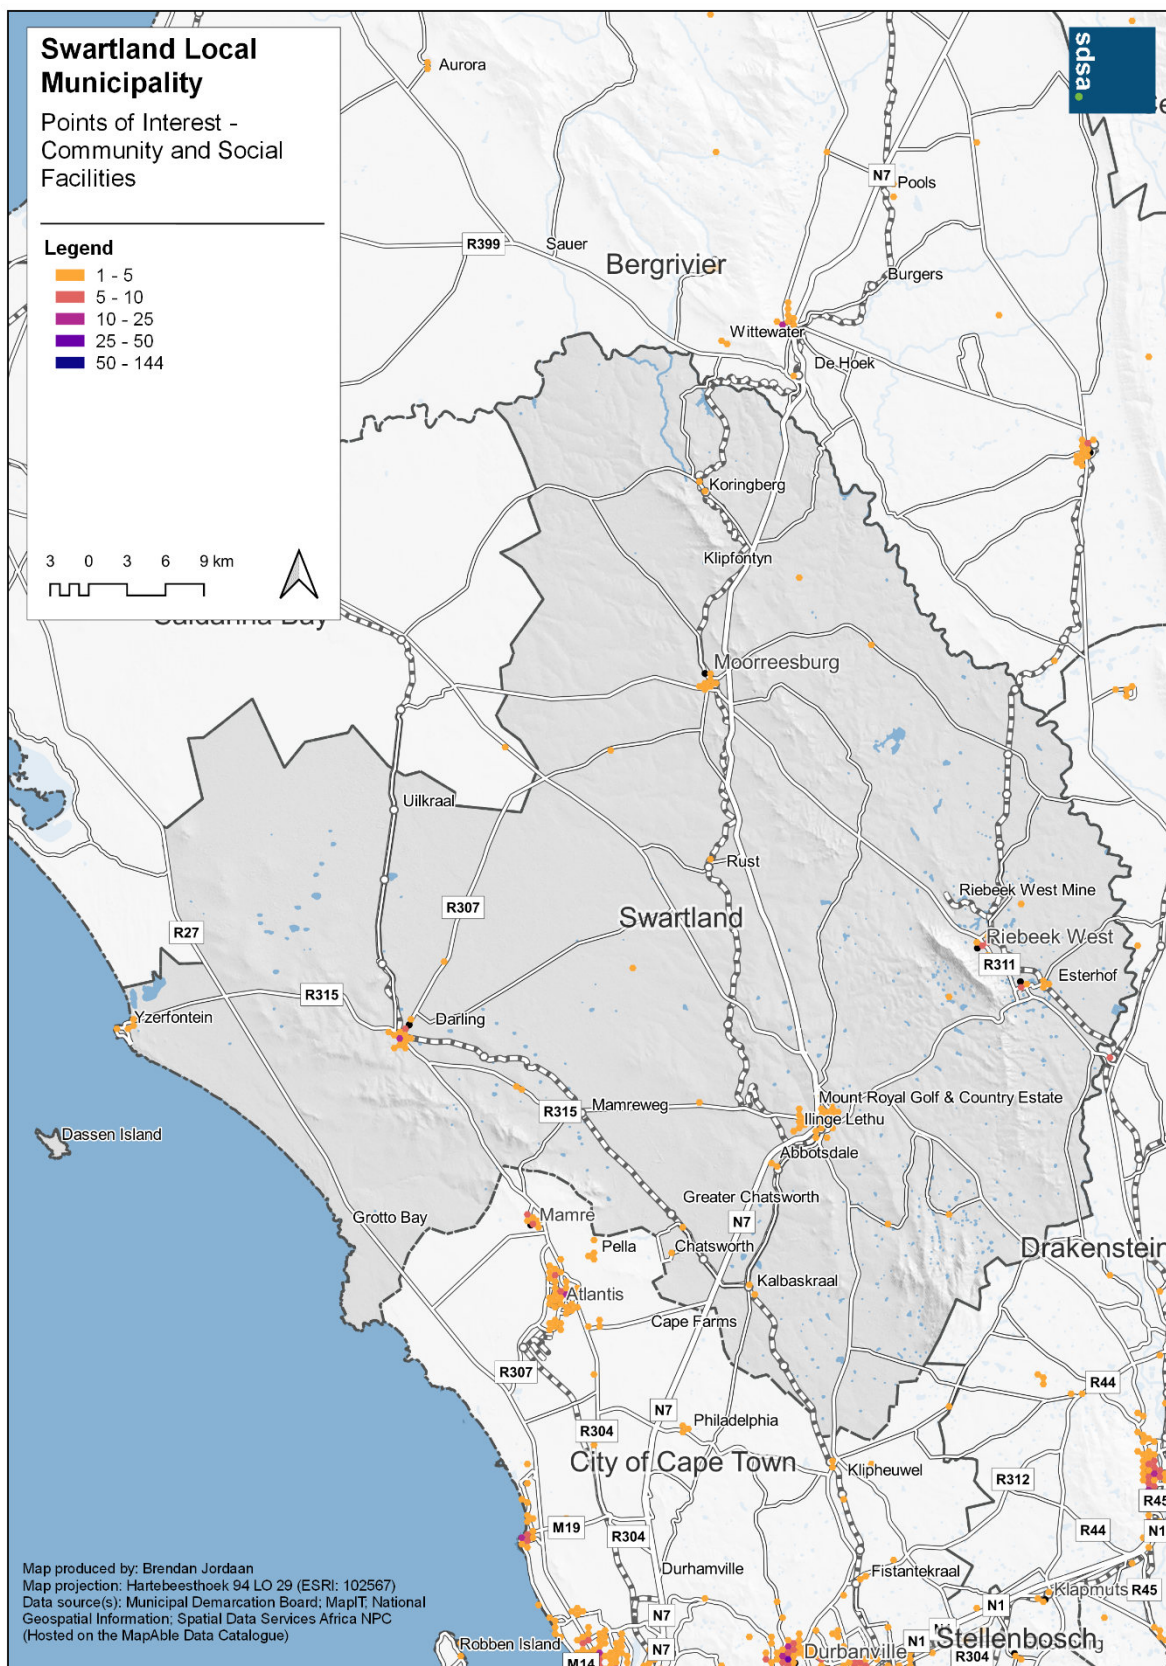 Swartland Local
Municipality
Points of Interest -
Community and Social
Facilities
Legend
1 - 5
5 - 10
10 - 25
25 - 50
50 - 144
3 0 3 6 9 km
sdsa
Aurora
N7
Pools
R399
Sauer
Bergrivier
Burgers
Wittewater
De Hoek
Koringberg
Klipfontyn
Moorreesburg
Uilkraal
Rust
Riebeek West Mine
R307
Swartland
R27
Riebeek West
R311
Esterhof
R315
Yzerfontein
Darling
Mount Royal Golf & Country Estate
R315
Mamreweg
Illinge Lethu
Dassen Island
Abbotsdale
Greater Chatsworth
Grotto Bay
Mamre
N7
Pella
Chatsworth
Drakenstein
Kalbaskraal
Atlantis
Cape Farms
R307
R44
N7
Philadelphia
R304
City of Cape Town
Klipheuwel
R312
R45
M19
R304
R44
N1
Durhamville
Fistantekraal
Klapmuts
R45
N1
N7
Robben Island
N7
Durbanville
N1
Stellenbosch
R304
M14
Map produced by: Brendan Jordaan
Map projection: Hartebeesthoek 94 LO 29 (ESRI: 102567)
Data source(s): Municipal Demarcation Board; MapIT; National
Geospatial Information; Spatial Data Services Africa NPC
(Hosted on the MapAble Data Catalogue)